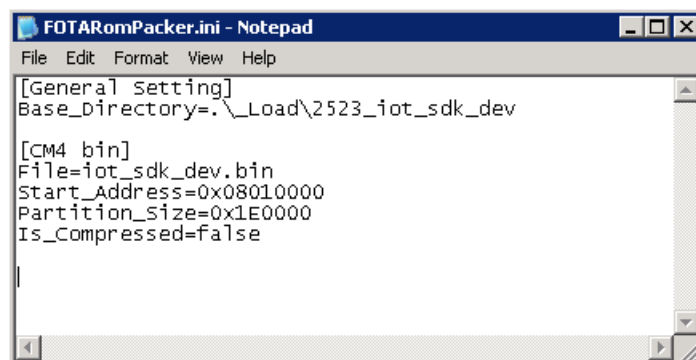 FOTARomPacker.ini - Notepad
File Edit Format View Help
[General Setting]
Base_Directory=.\_Load\2523_iot_sdk_dev
[CM4 bin]
File=iot_sdk_dev.bin
Start_Address=0x08010000
Partition_Size=0x1E0000
Is_Compressed=false